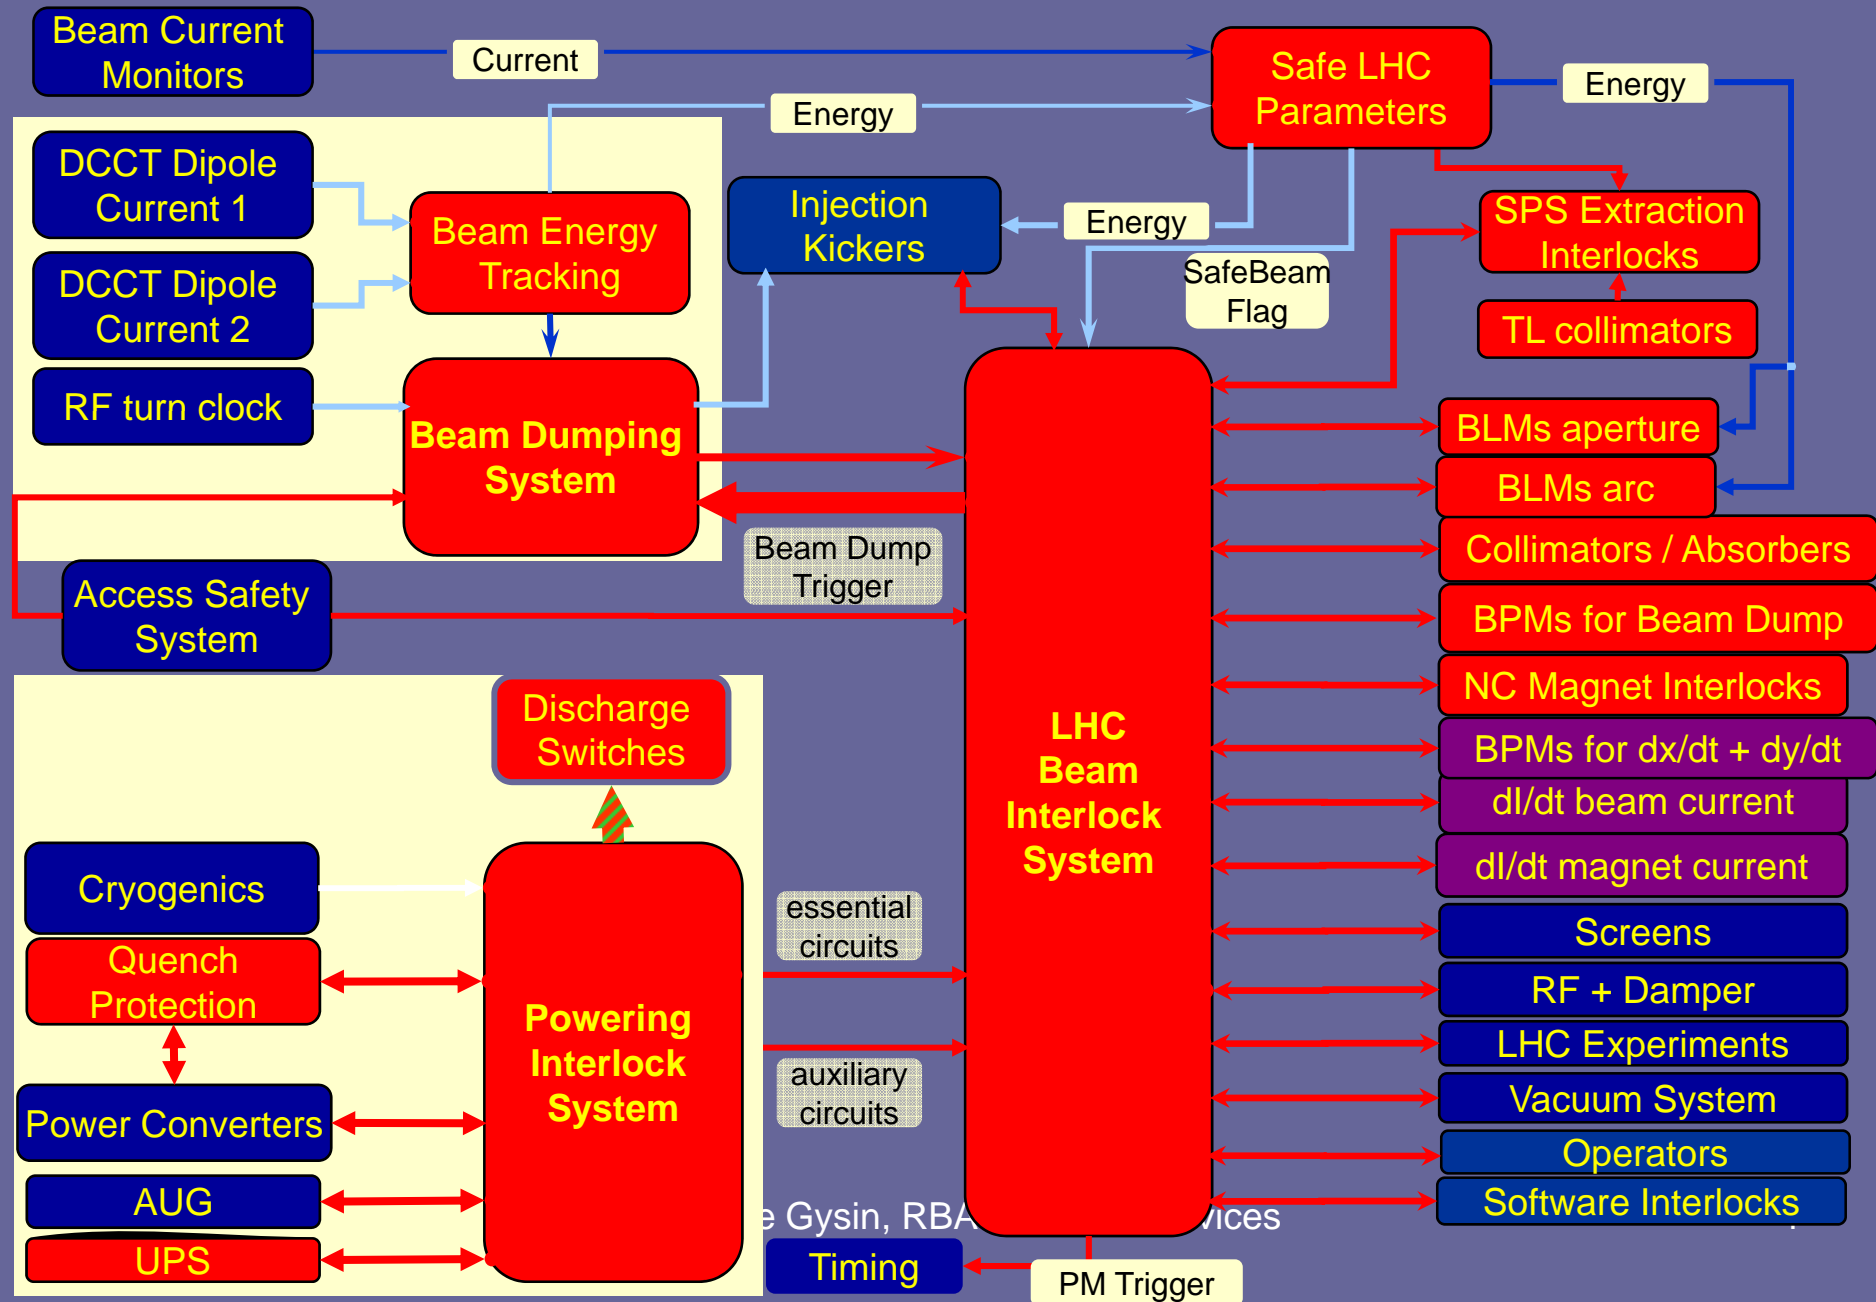 Beam Current
Monitors
Current
Safe LHC
Parameters
Energy
Energy
DCCT Dipole
Current 1
Beam Energy
Tracking
Injection
Kickers
Energy
SPS Extraction
Interlocks
DCCT Dipole
Current 2
SafeBeam
Flag
TL collimators
RF turn clock
Beam Dumping
System
BLMs aperture
BLMs arc
Beam Dump
Trigger
Collimators / Absorbers
Access Safety
System
BPMs for Beam Dump
NC Magnet Interlocks
Discharge
Switches
LHC
Beam
Interlock
System
BPMs for dx/dt + dy/dt
dI/dt beam current
dI/dt magnet current
Cryogenics
essential
circuits
Screens
Quench
Protection
RF + Damper
Powering
Interlock
System
LHC Experiments
auxiliary
circuits
Vacuum System
Power Converters
Operators
AUG
Software Interlocks
Gysin,
UPS
Timing
PM Trigger